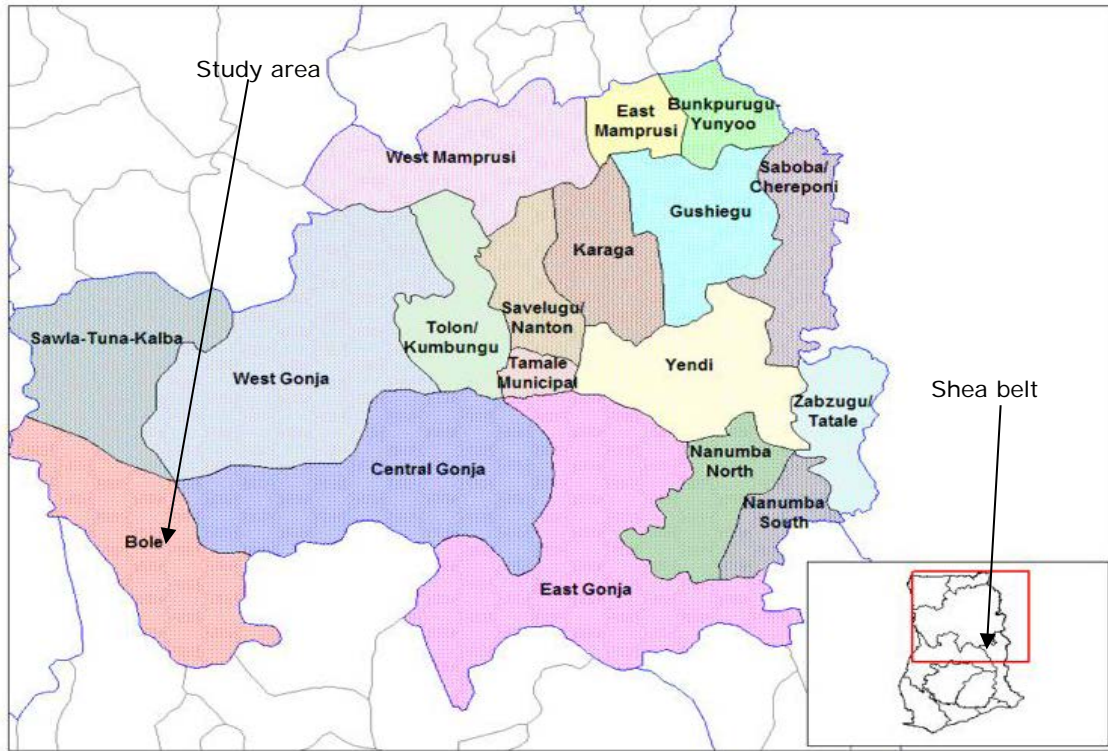 Study area
East
Mamprusi
Bunkpurugu-
Yunyoo
West Mamprusi
Saboba/
Chereponi
Gushiegu
Karaga
Sawla-Tuna-Kalba
Tolon/
Kumbungu
Savelugu/
Nanton
West Gonja
Tamale
Municipal
Yendi
Zabzugu/
Tatale
Shea belt
Central Gonja
Nanumba
North
Nanumba
South
Bole
East Gonja